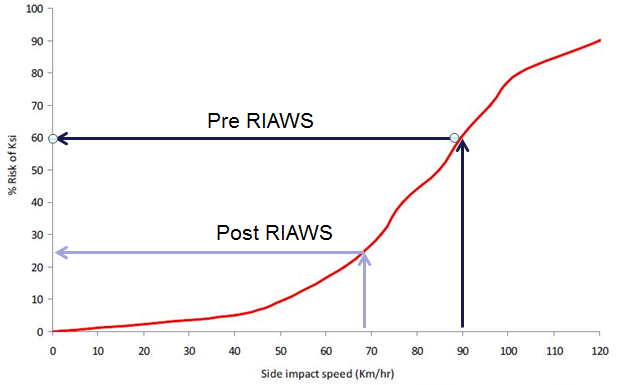 100
90
80
70
60
50
40
30
20
10
0
% Risk of Ksi
Pre RIAWS
Post RIAWS
0 10 20 30 40 50 60 70 80 90 100 110 120
Side impact speed (Km/hr)